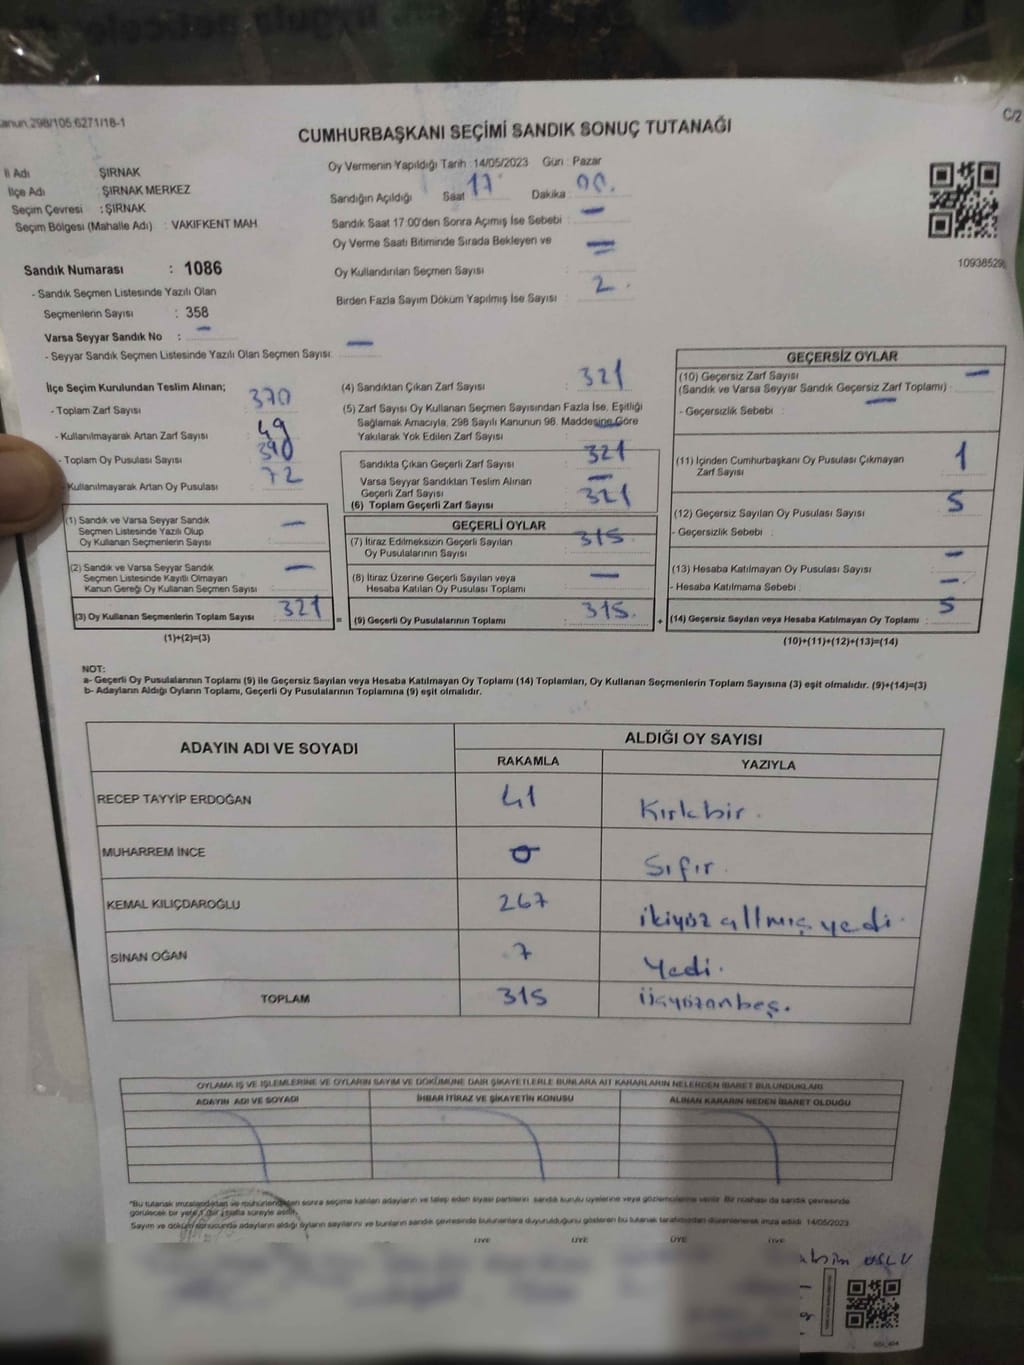 anun.298/105.6271/18-1
C/2
CUMHURBAŞKANI SEÇİMİ SANDIK SONUÇ TUTANAĞI
İl Adı ŞIRNAK
İlçe Adı : ŞIRNAK MERKEZ
Seçim Çevresi : ŞIRNAK
Seçim Bölgesi (Mahalle Adı) : VAKIFKENT MAH
Sandık Numarası : 1086
- Sandık Seçmen Listesinde Yazılı Olan
Seçmenlerin Sayısı : 358
Varsa Seyyar Sandık No : –
- Seyyar Sandık Seçmen Listesinde Yazılı Olan Seçmen Sayısı: –
Oy Vermenin Yapıldığı Tarih : 14/05/2023 Gün : Pazar
Sandığın Açıldığı Saat 17 Dakika 00
Sandık Saat 17:00'den Sonra Açımış İse Sebebi : –
Oy Verme Saati Bitiminde Sırada Bekleyen ve
Oy Kullandırılan Seçmen Sayısı : –
Birden Fazla Sayım Döküm Yapılmış İse Sayısı : 2
10938529
İlçe Seçim Kurulundan Teslim Alınan;
- Toplam Zarf Sayısı 370
- Kullanılmayarak Artan Zarf Sayısı 49
- Toplam Oy Pusulası Sayısı 390
- Kullanılmayarak Artan Oy Pusulası 72
(1) Sandık ve Varsa Seyyar Sandık
Seçmen Listesinde Yazılı Olup
Oy Kullanan Seçmenlerin Sayısı : –
(2) Sandık ve Varsa Seyyar Sandık
Seçmen Listesinde Kayıtlı Olmayan
Kanun Gereği Oy Kullanan Seçmen Sayısı : –
(3) Oy Kullanan Seçmenlerin Toplam Sayısı : 321
(1)+(2)=(3)
(4) Sandıktan Çıkan Zarf Sayısı : 321
(5) Zarf Sayısı Oy Kullanan Seçmen Sayısından Fazla İse, Eşitliği
Sağlamak Amacıyla, 298 Sayılı Kanunun 98. Maddesine Göre
Yakılarak Yok Edilen Zarf Sayısı : –
Sandıkta Çıkan Geçerli Zarf Sayısı : 321
Varsa Seyyar Sandıktan Teslim Alınan
Geçerli Zarf Sayısı : –
(6) Toplam Geçerli Zarf Sayısı : 321
GEÇERLİ OYLAR
(7) İtiraz Edilmeksizin Geçerli Sayılan
Oy Pusulalarının Sayısı : 315
(8) İtiraz Üzerine Geçerli Sayılan veya
Hesaba Katılan Oy Pusulası Toplamı : –
= (9) Geçerli Oy Pusulalarının Toplamı : 315
GEÇERSİZ OYLAR
(10) Geçersiz Zarf Sayısı –
(Sandık ve Varsa Seyyar Sandık Geçersiz Zarf Toplamı) :
- Geçersizlik Sebebi : –
(11) İçinden Cumhurbaşkanı Oy Pusulası Çıkmayan
Zarf Sayısı : 1
(12) Geçersiz Sayılan Oy Pusulası Sayısı : 5
- Geçersizlik Sebebi :
(13) Hesaba Katılmayan Oy Pusulası Sayısı : –
- Hesaba Katılmama Sebebi : –
+ (14) Geçersiz Sayılan veya Hesaba Katılmayan Oy Toplamı : 5
(10)+(11)+(12)+(13)=(14)
NOT:
a- Geçerli Oy Pusulalarının Toplamı (9) ile Geçersiz Sayılan veya Hesaba Katılmayan Oy Toplamı (14) Toplamları, Oy Kullanan Seçmenlerin Toplam Sayısına (3) eşit olmalıdır. (9)+(14)=(3)
b- Adayların Aldığı Oyların Toplamı, Geçerli Oy Pusulalarının Toplamına (9) eşit olmalıdır.
ADAYIN ADI VE SOYADI
ALDIĞI OY SAYISI
RAKAMLA YAZIYLA
RECEP TAYYİP ERDOĞAN 41 Kırkbir.
MUHARREM İNCE 0 Sıfır
KEMAL KILIÇDAROĞLU 267 ikiyüz altmış yedi.
SİNAN OĞAN 7 Yedi.
TOPLAM 315 üçyüzonbeş.
OYLAMA İŞ VE İŞLEMLERİNE VE OYLARIN SAYIM VE DÖKÜMÜNE DAİR ŞİKAYETLERLE BUNLARA AİT KARARLARIN NELERDEN İBARET BULUNDUKLARI
ADAYIN ADI VE SOYADI İHBAR İTİRAZ VE ŞİKAYETİN KONUSU ALINAN KARARIN NEDEN İBARET OLDUĞU
"Bu tutanak imzalandıktan ve mühürlendikten sonra seçime katılan adayların ve talep eden siyasi partilerin sandık kurulu üyelerine veya gözlemcilerine verilir. Bir nüshası da sandık çevresinde
görülecek bir yere 1 (bir) hafta süreyle asılır.
Sayım ve döküm sonucunda adayların aldığı oyların sayılarını ve bunların sandık çevresinde bulunanlara duyurulduğunu gösteren bu tutanak tarafımızdan düzenlenerek imza edildi. 14/05/2023
ÜYE ÜYE ÜYE ÜYE